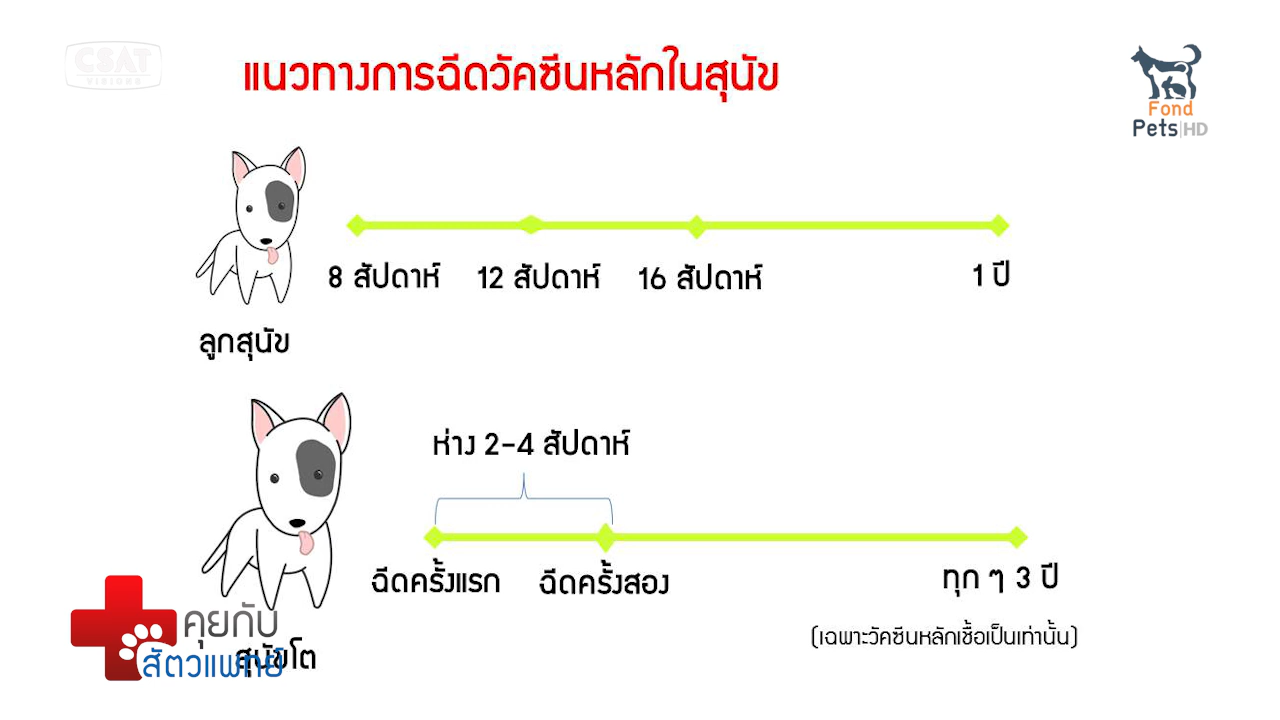 CSAT
VISIONS
แนวทางการฉีดวัคซีนหลักในสุนัข
Fond
Pets|HD
8 สัปดาห์
12 สัปดาห์
16 สัปดาห์
1 ปี
ลูกสุนัข
ห่าง 2-4 สัปดาห์
ฉีดครั้งแรก
ฉีดครั้งสอง
ทุก ๆ 3 ปี
(เฉพาะวัคซีนหลักเชื้อเป็นเท่านั้น)
คุยกับ
สัตวแพทย์
สุนัขโต